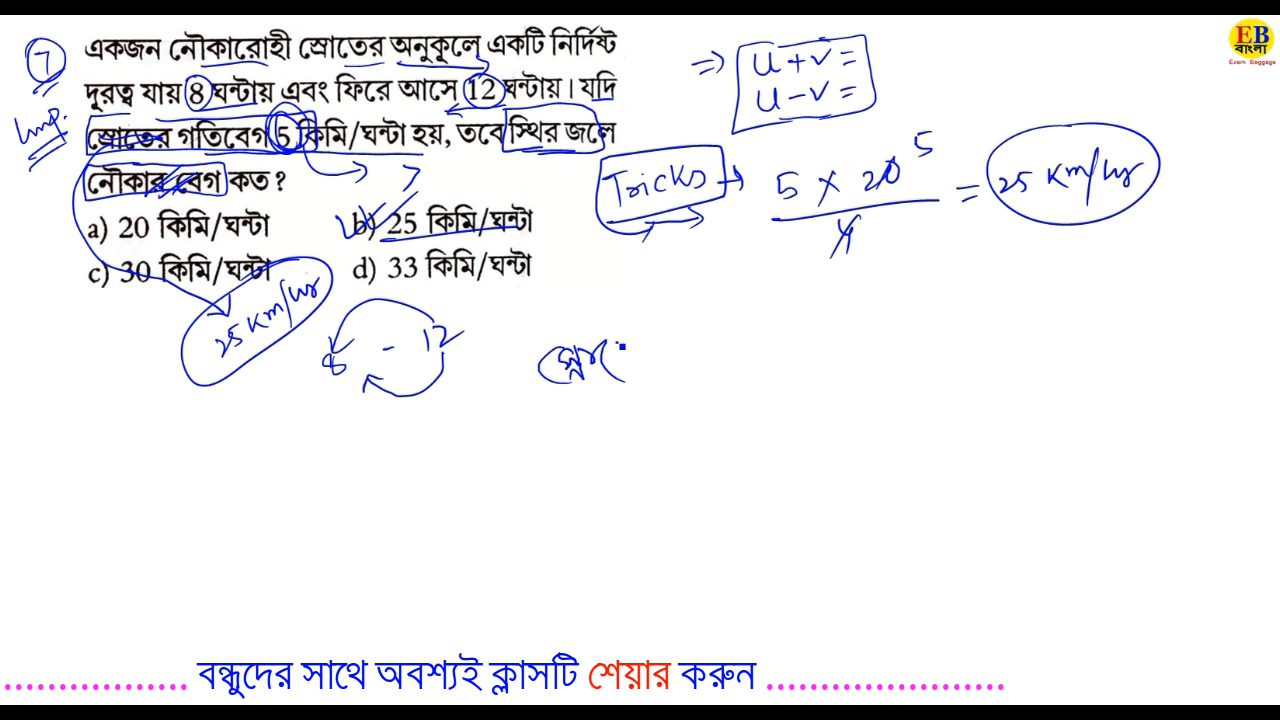 EB
বাংলা
Exam Baggage
7 একজন নৌকারোহী স্রোতের অনুকূলে একটি নির্দিষ্ট
দূরত্ব যায় 8 ঘন্টায় এবং ফিরে আসে 12 ঘন্টায়। যদি
স্রোতের গতিবেগ 5 কিমি/ঘন্টা হয়, তবে স্থির জলে
নৌকার বেগ কত?
a) 20 কিমি/ঘন্টা b) 25 কিমি/ঘন্টা
c) 30 কিমি/ঘন্টা d) 33 কিমি/ঘন্টা
Imp.
⇒ u+v=
u-v=
Tricks → 5 × 20 5 / 4 = 25 Km/hr
25 Km/hr
8 - 12
বন্ধুদের সাথে অবশ্যই ক্লাসটি শেয়ার করুন